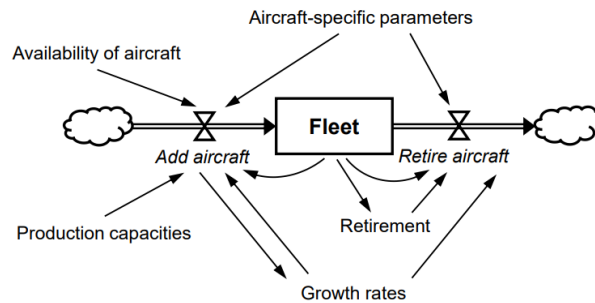 Aircraft-specific parameters
Availability of aircraft
Fleet
Add aircraft
Retire aircraft
Production capacities
Retirement
Growth rates